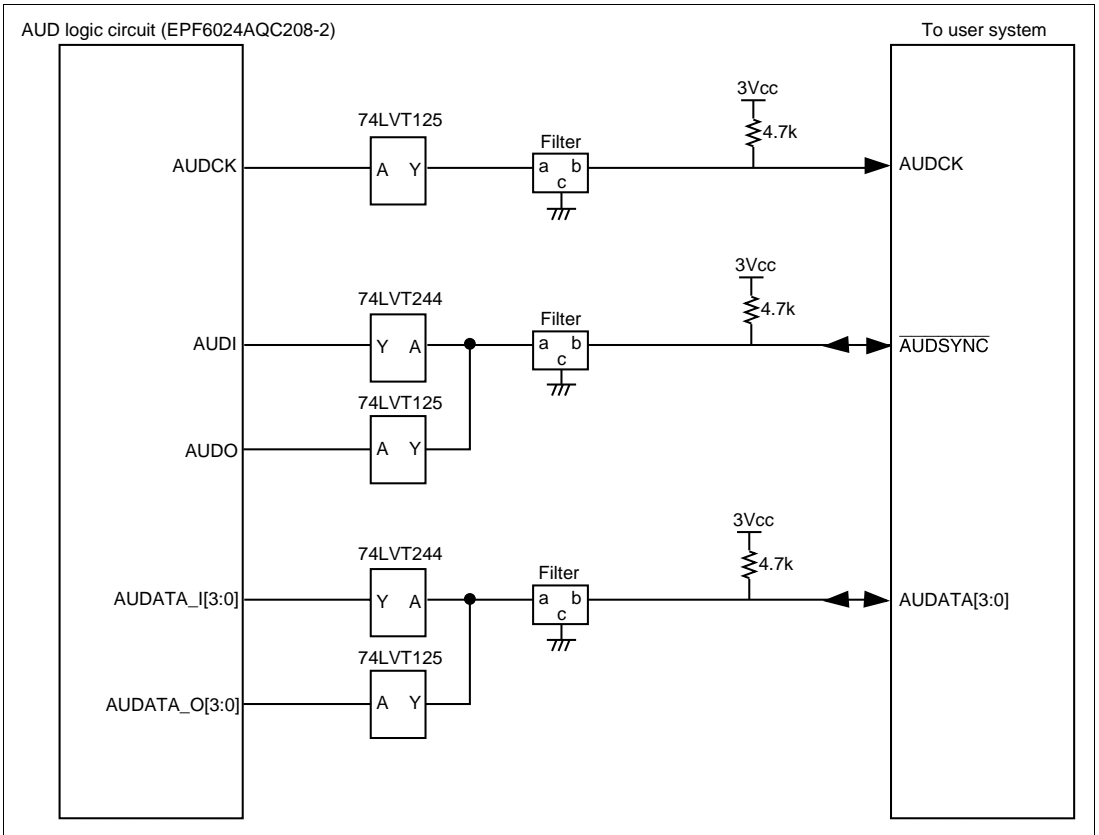 AUD logic circuit (EPF6024AQC208-2)
To user system
3Vcc
4.7k
74LVT125
Filter
AUDCK
A Y
a b
c
AUDCK
3Vcc
4.7k
74LVT244
Filter
AUDI
Y A
a b
c
AUDSYNC
74LVT125
AUDO
A Y
3Vcc
4.7k
74LVT244
Filter
AUDATA_I[3:0]
Y A
a b
c
AUDATA[3:0]
74LVT125
AUDATA_O[3:0]
A Y